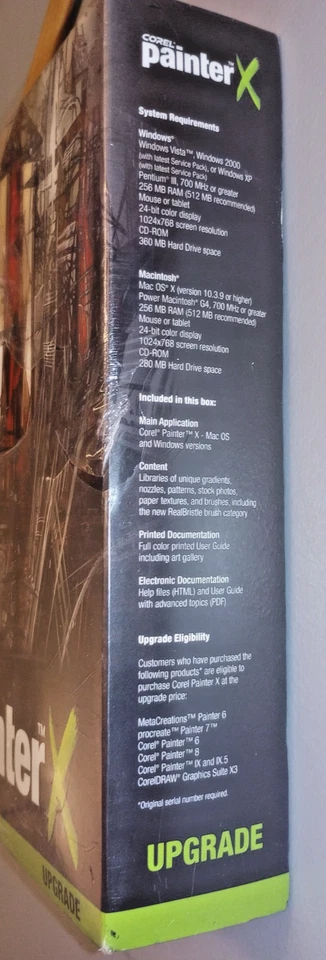 COREL™
painter X
System Requirements
Windows®
Windows Vista™, Windows 2000
(with latest Service Pack), or Windows XP
(with latest Service Pack)
Pentium® III, 700 MHz or greater
256 MB RAM (512 MB recommended)
Mouse or tablet
24-bit color display
1024x768 screen resolution
CD-ROM
360 MB Hard Drive space
Macintosh®
Mac OS® X (version 10.3.9 or higher)
Power Macintosh® G4, 700 MHz or greater
256 MB RAM (512 MB recommended)
Mouse or tablet
24-bit color display
1024x768 screen resolution
CD-ROM
280 MB Hard Drive space
Included in this box:
Main Application
Corel® Painter™ X - Mac OS
and Windows versions
Content
Libraries of unique gradients,
nozzles, patterns, stock photos,
paper textures, and brushes, including
the new RealBristle brush category
Printed Documentation
Full color printed User Guide
including art gallery
Electronic Documentation
Help files (HTML) and User Guide
with advanced topics (PDF)
Upgrade Eligibility
Customers who have purchased the
following products* are eligible to
purchase Corel Painter X at the
upgrade price:
MetaCreations™ Painter 6
procreate™ Painter 7™
Corel® Painter™ 6
Corel® Painter™ 8
Corel® Painter™ IX and IX.5
CorelDRAW® Graphics Suite X3
*Original serial number required.
UPGRADE
nter™ X
UPGRADE